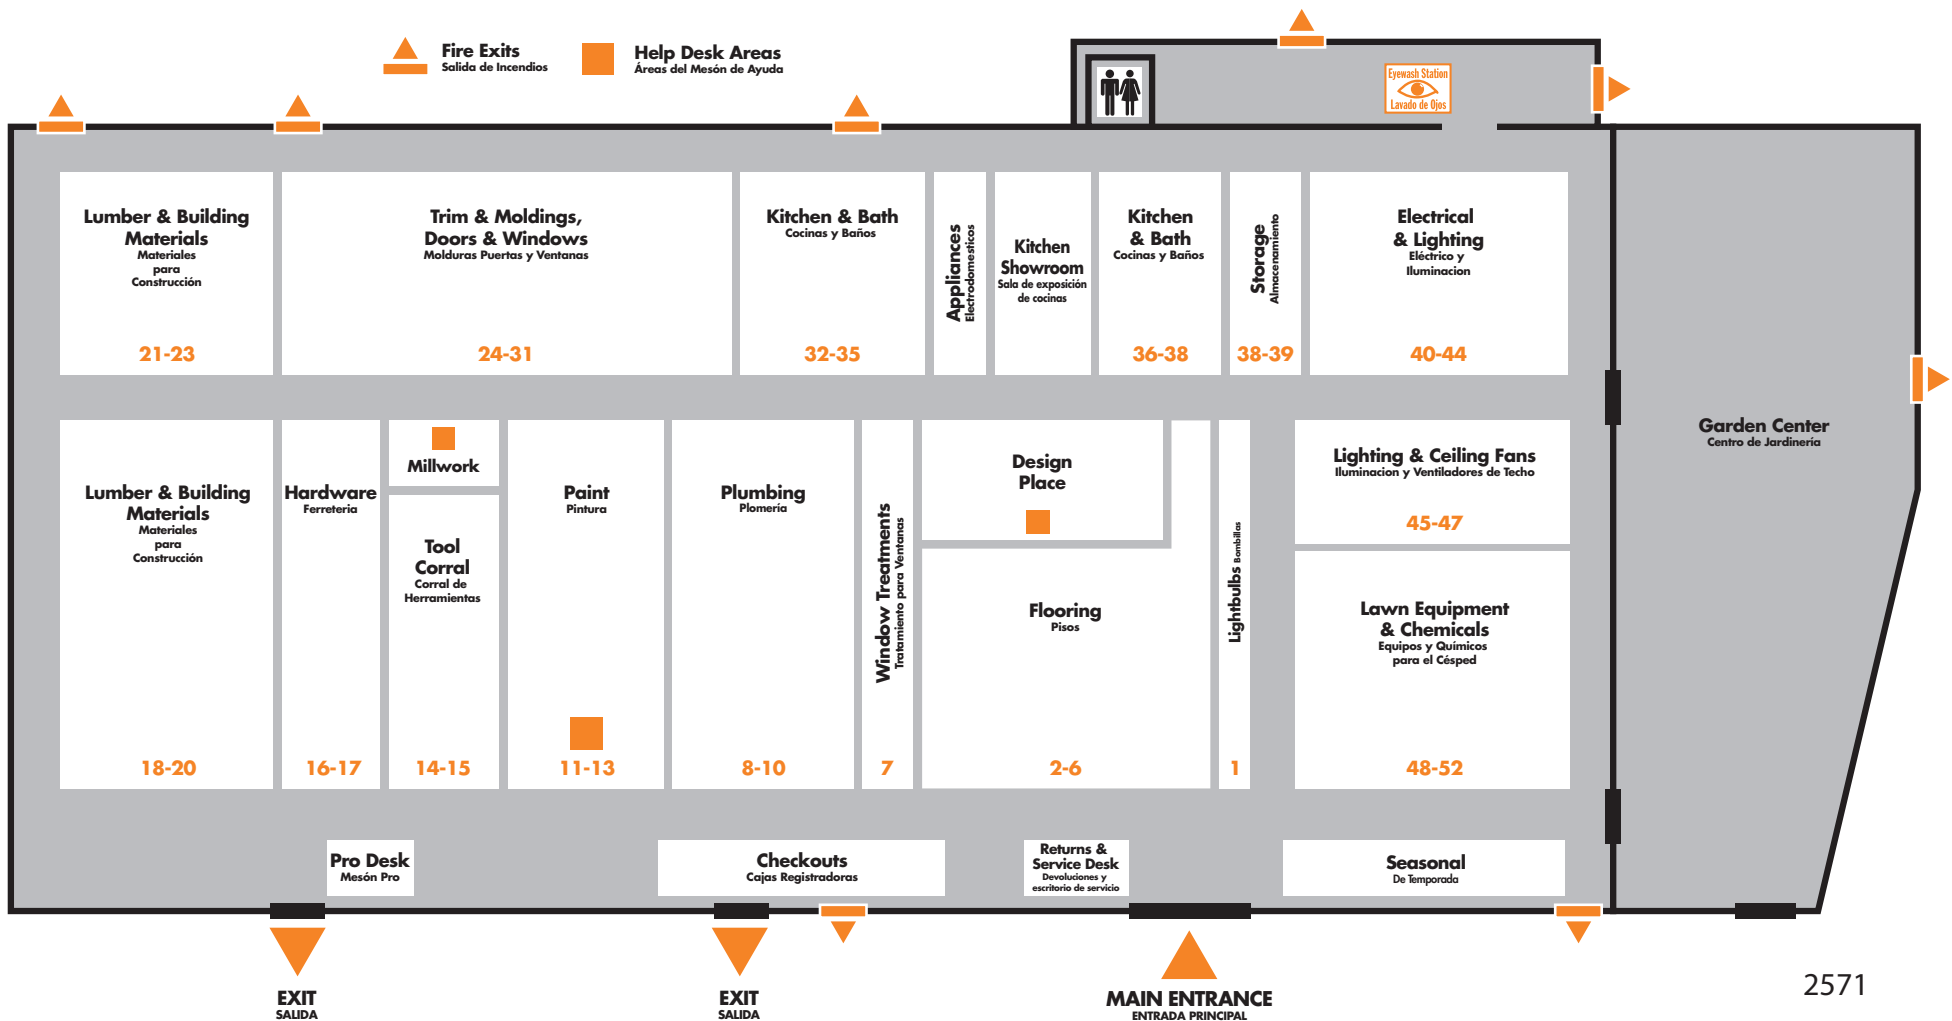 Fire Exits
Salida de Incendios
Help Desk Areas
Áreas del Mesón de Ayuda
Eyewash Station
Lavado de Ojos
Lumber & Building
Materials
Materiales
para
Construcción
21-23
Trim & Moldings,
Doors & Windows
Molduras Puertas y Ventanas
24-31
Kitchen & Bath
Cocinas y Baños
32-35
Appliances
Electrodomesticos
Kitchen
Showroom
Sala de exposición
de cocinas
Kitchen
& Bath
Cocinas y Baños
36-38
Storage
Almacenamiento
38-39
Electrical
& Lighting
Eléctrico y
Iluminacion
40-44
Garden Center
Centro de Jardinería
Lumber & Building
Materials
Materiales
para
Construcción
18-20
Hardware
Ferreteria
16-17
Millwork
Tool
Corral
Corral de
Herramientas
14-15
Paint
Pintura
11-13
Plumbing
Plomería
8-10
Window Treatments
Tratamiento para Ventanas
7
Design
Place
Flooring
Pisos
2-6
Lightbulbs Bombillas
1
Lighting & Ceiling Fans
Iluminacion y Ventiladores de Techo
45-47
Lawn Equipment
& Chemicals
Equipos y Químicos
para el Césped
48-52
Pro Desk
Mesón Pro
Checkouts
Cajas Registradoras
Returns &
Service Desk
Devoluciones y
escritorio de servicio
Seasonal
De Temporada
EXIT
SALIDA
EXIT
SALIDA
MAIN ENTRANCE
ENTRADA PRINCIPAL
2571